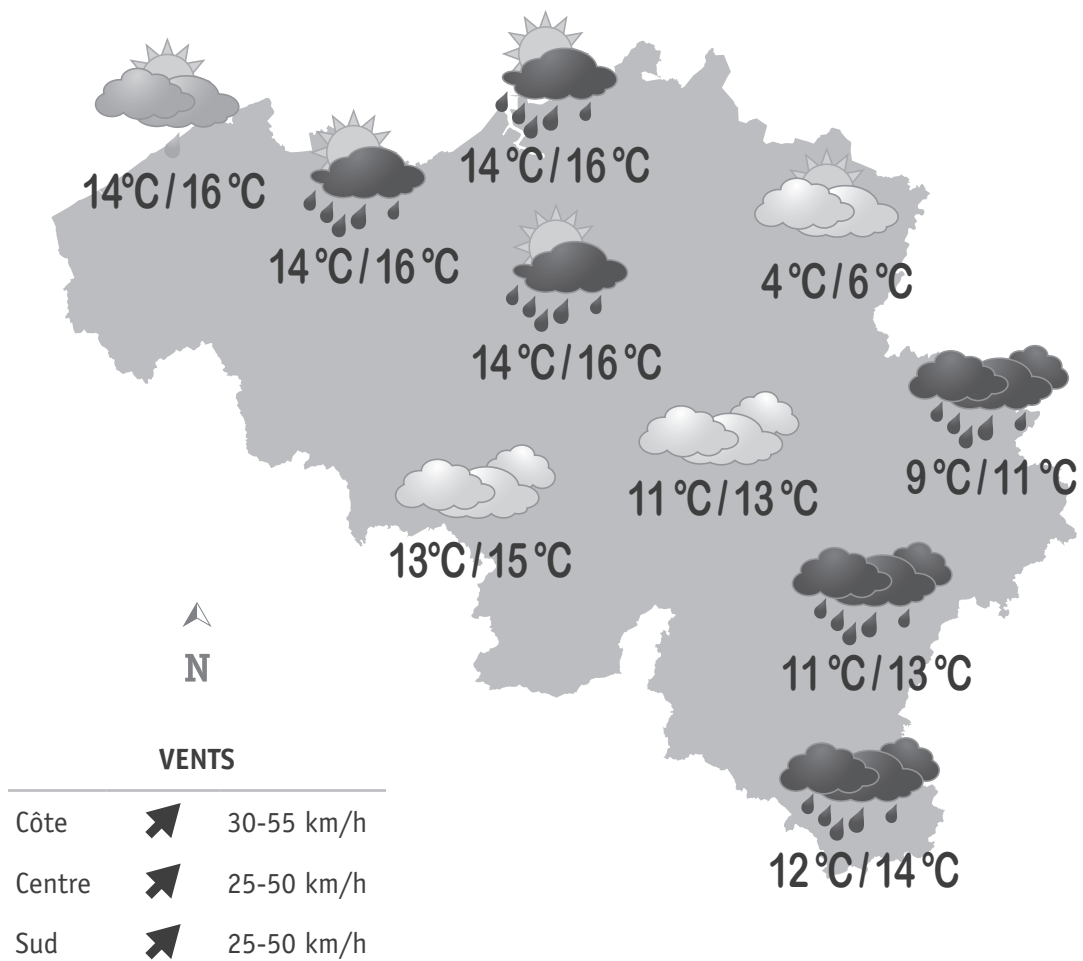 14°C / 16°C
14°C / 16°C
14°C / 16°C
4°C / 6°C
14°C / 16°C
9°C / 11°C
11°C / 13°C
13°C / 15°C
11°C / 13°C
12°C / 14°C
N
VENTS
Côte 30-55 km/h
Centre 25-50 km/h
Sud 25-50 km/h